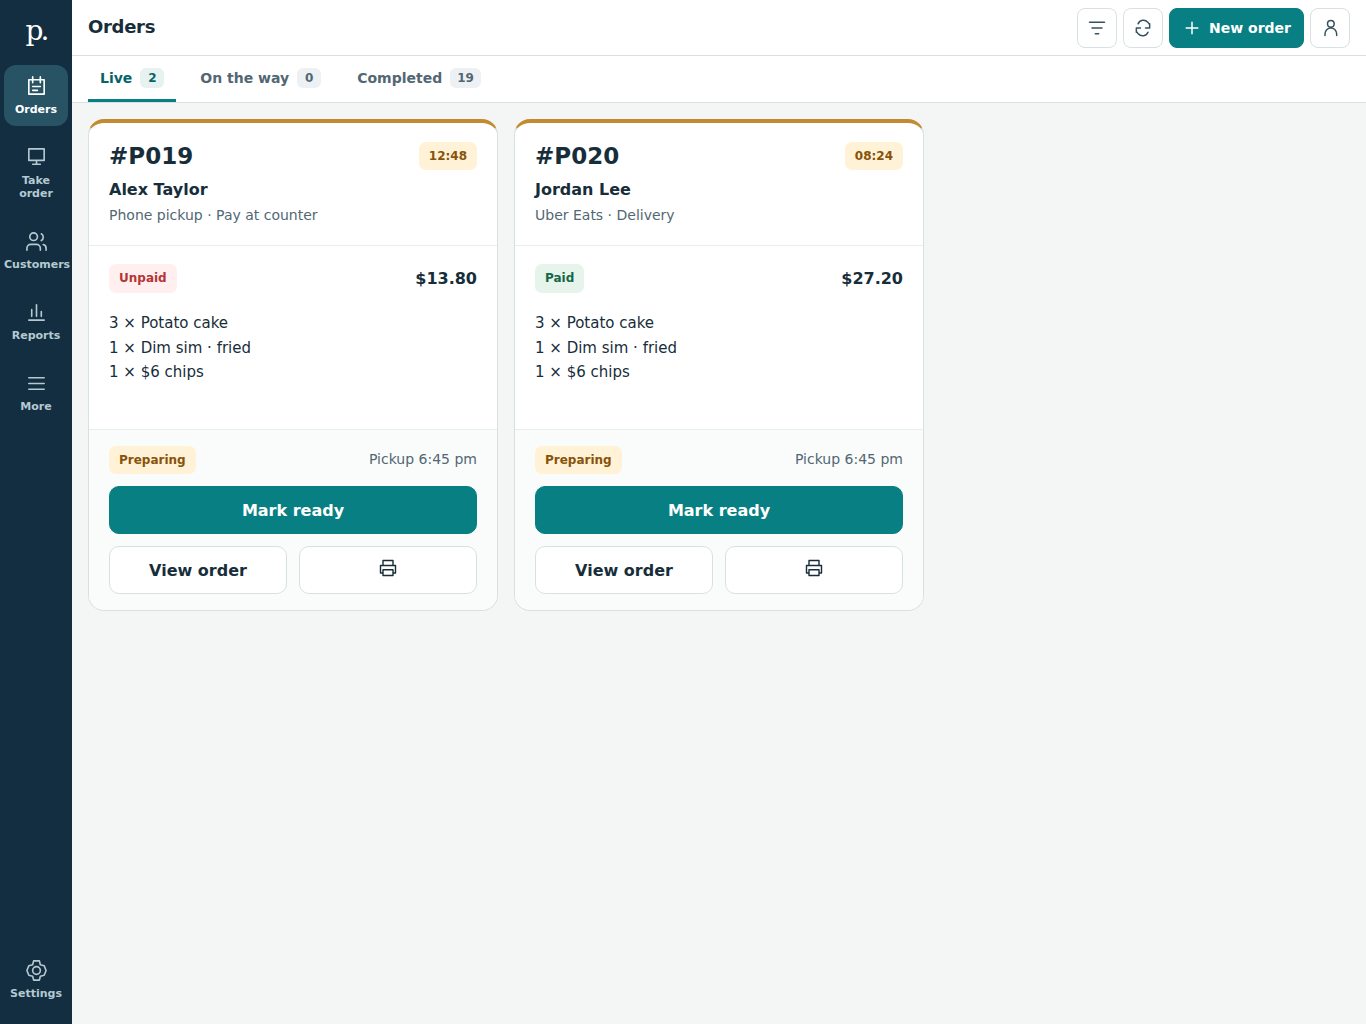 p.
Orders
New order
Orders
Take
order
Customers
Reports
More
Settings
Live 2
On the way 0
Completed 19
#P019
12:48
Alex Taylor
Phone pickup · Pay at counter
Unpaid
$13.80
3 × Potato cake
1 × Dim sim · fried
1 × $6 chips
Preparing
Pickup 6:45 pm
Mark ready
View order
#P020
08:24
Jordan Lee
Uber Eats · Delivery
Paid
$27.20
3 × Potato cake
1 × Dim sim · fried
1 × $6 chips
Preparing
Pickup 6:45 pm
Mark ready
View order